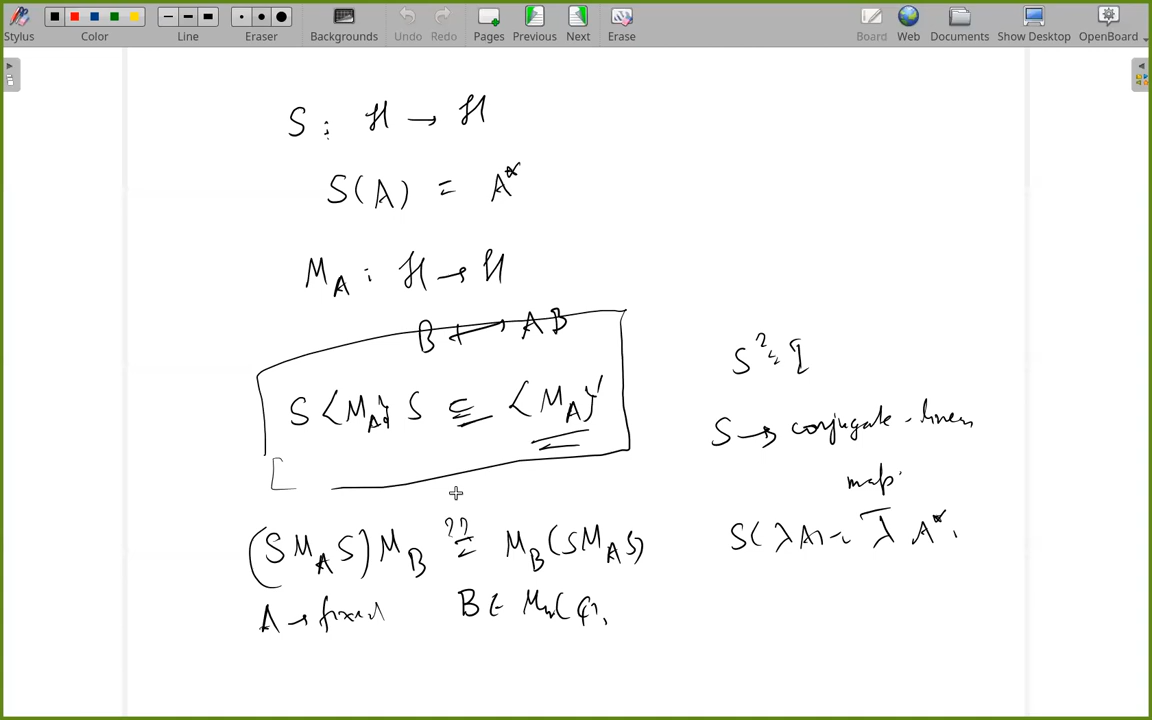 Stylus Color Line Eraser Backgrounds Undo Redo Pages Previous Next Erase Board Web Documents Show Desktop OpenBoard
S : H → H
S(A) = A*
M_A : H → H
B ↦ AB
S {M_A} S ⊆ {M_A}'
S² = I
S → conjugate-linear
map.
S(λA) = λ̄ A*.
(S M_A S) M_B ?? = M_B (S M_A S)
A → fixed B ∈ M_n(ℂ),